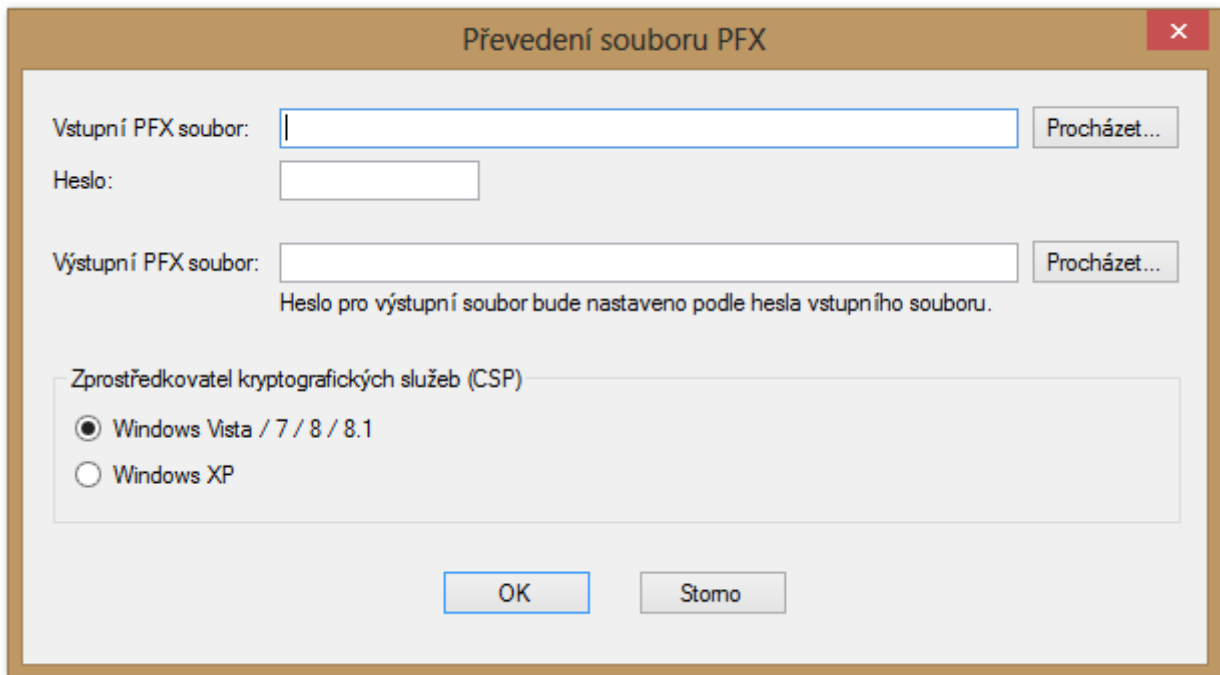 Převedení souboru PFX
Vstupní PFX soubor: Procházet...
Heslo:
Výstupní PFX soubor: Procházet...
Heslo pro výstupní soubor bude nastaveno podle hesla vstupního souboru.
Zprostředkovatel kryptografických služeb (CSP)
Windows Vista / 7 / 8 / 8.1
Windows XP
OK Storno